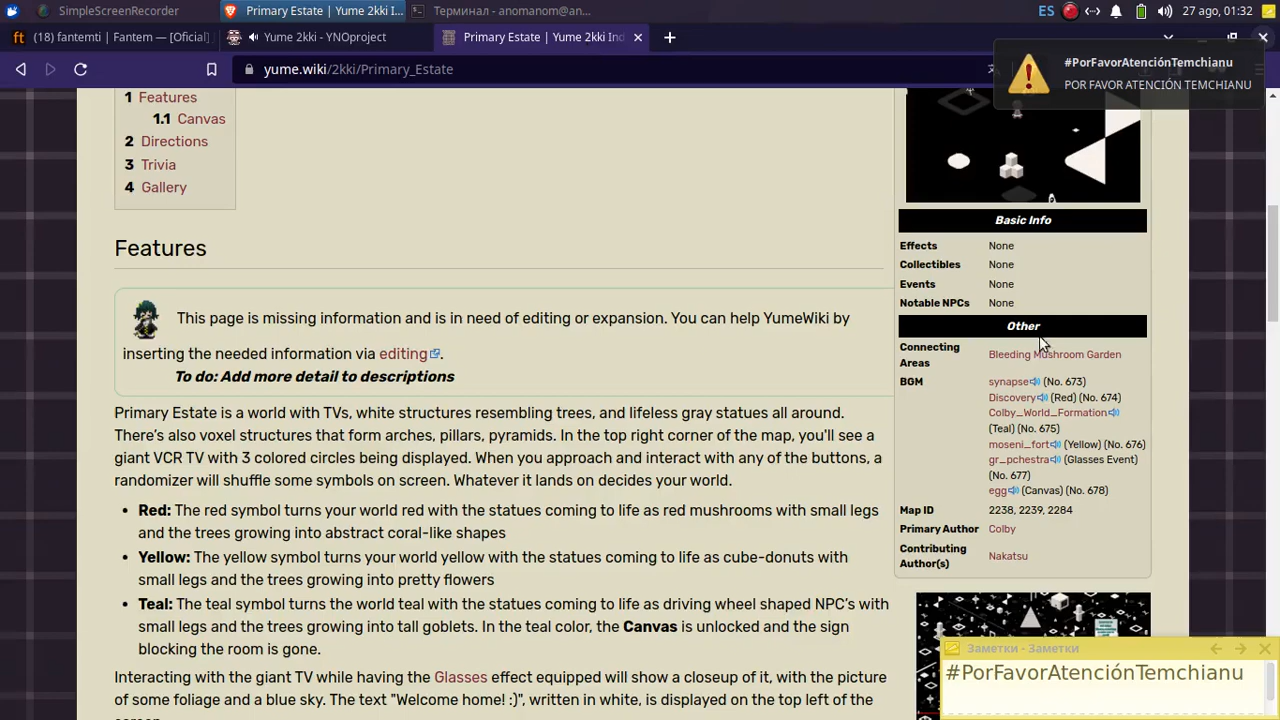 SimpleScreenRecorder
Primary Estate | Yume 2kki I...
Терминал - anomanom@an...
ES
27 ago, 01:32
(18) fantemti | Fantem — [Oficial]
Yume 2kki - YNOproject
Primary Estate | Yume 2kki Ind
yume.wiki/2kki/Primary_Estate
#PorFavorAtenciónTemchianu
POR FAVOR ATENCIÓN TEMCHIANU
1 Features
1.1 Canvas
2 Directions
3 Trivia
4 Gallery
Features
This page is missing information and is in need of editing or expansion. You can help YumeWiki by
inserting the needed information via editing.
To do: Add more detail to descriptions
Primary Estate is a world with TVs, white structures resembling trees, and lifeless gray statues all around.
There’s also voxel structures that form arches, pillars, pyramids. In the top right corner of the map, you'll see a
giant VCR TV with 3 colored circles being displayed. When you approach and interact with any of the buttons, a
randomizer will shuffle some symbols on screen. Whatever it lands on decides your world.
Red: The red symbol turns your world red with the statues coming to life as red mushrooms with small legs
and the trees growing into abstract coral-like shapes
Yellow: The yellow symbol turns your world yellow with the statues coming to life as cube-donuts with
small legs and the trees growing into pretty flowers
Teal: The teal symbol turns the world teal with the statues coming to life as driving wheel shaped NPC’s with
small legs and the trees growing into tall goblets. In the teal color, the Canvas is unlocked and the sign
blocking the room is gone.
Interacting with the giant TV while having the Glasses effect equipped will show a closeup of it, with the picture
of some foliage and a blue sky. The text "Welcome home! :)", written in white, is displayed on the top left of the
Basic Info
Effects None
Collectibles None
Events None
Notable NPCs None
Other
Connecting Areas Bleeding Mushroom Garden
BGM synapse (No. 673)
Discovery (Red) (No. 674)
Colby_World_Formation
(Teal) (No. 675)
moseni_fort (Yellow) (No. 676)
gr_pchestra (Glasses Event)
(No. 677)
egg (Canvas) (No. 678)
Map ID 2238, 2239, 2284
Primary Author Colby
Contributing Author(s) Nakatsu
Заметки - Заметки
#PorFavorAtenciónTemchianu